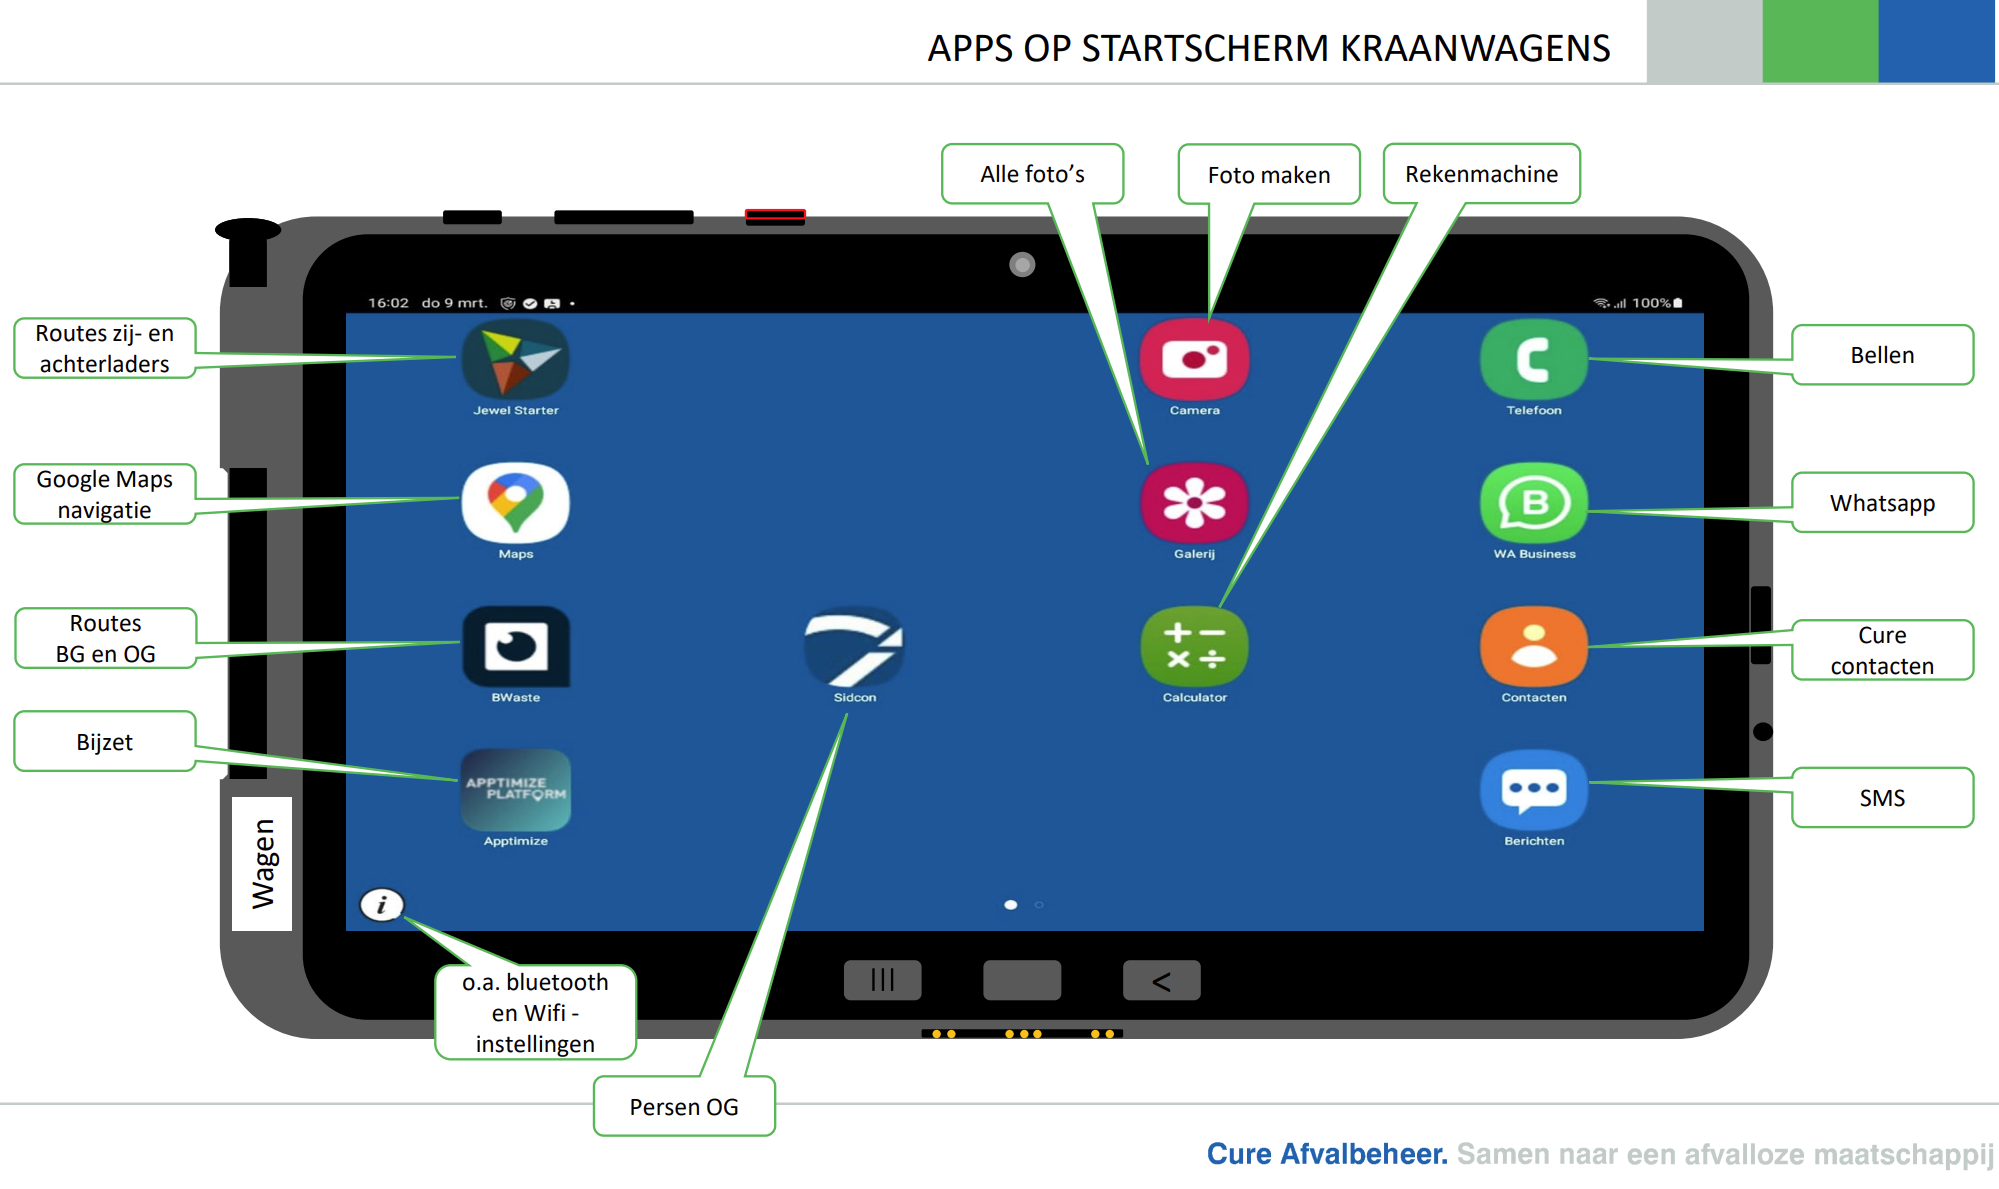 APPS OP STARTSCHERM KRAANWAGENS
Alle foto's
Foto maken
Rekenmachine
16:02 do 9 mrt.
100%
Routes zij- en
achterladers
Jewel Starter
Camera
Telefoon
Bellen
Google Maps
navigatie
Maps
Galerij
WA Business
Whatsapp
Routes
BG en OG
BWaste
Sidcon
Calculator
Contacten
Cure
contacten
Bijzet
APPTIMIZE
PLATFORM
Apptimize
Berichten
SMS
Wagen
i
o.a. bluetooth
en Wifi -
instellingen
Persen OG
Cure Afvalbeheer. Samen naar een afvalloze maatschappij